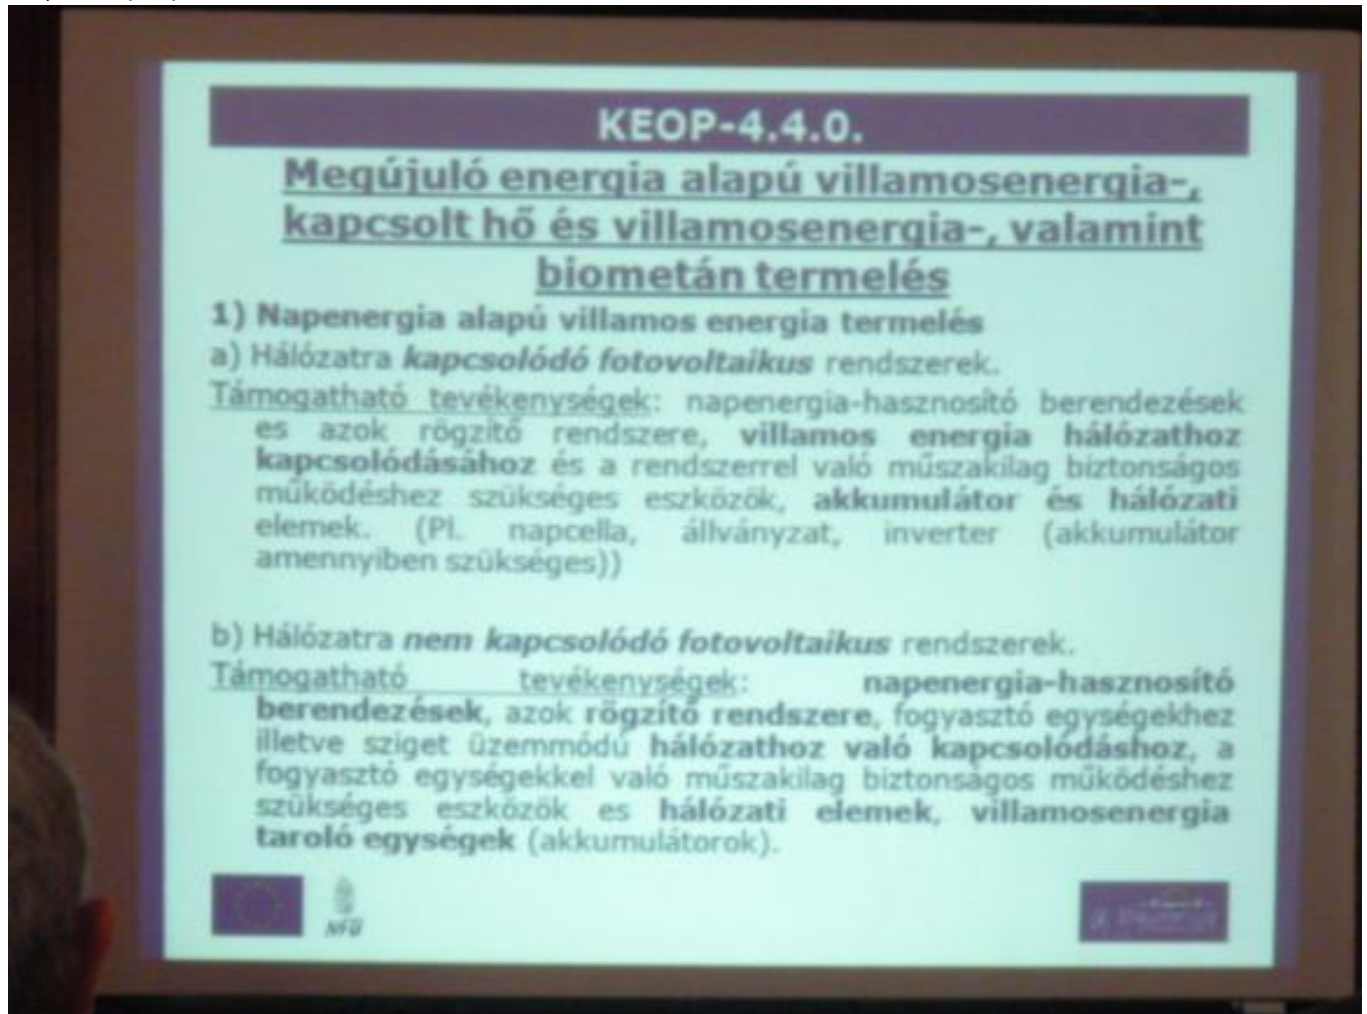 KEOP-4.4.0.
Megújuló energia alapú villamosenergia-,
kapcsolt hő és villamosenergia-, valamint
biometán termelés
1) Napenergia alapú villamos energia termelés
a) Hálózatra kapcsolódó fotovoltaikus rendszerek.
Támogatható tevékenységek: napenergia-hasznosító berendezések
es azok rögzítő rendszere, villamos energia hálózathoz
kapcsolódásához és a rendszerrel való műszakilag biztonságos
működéshez szükséges eszközök, akkumulátor és hálózati
elemek. (Pl. napcella, állványzat, inverter (akkumulátor
amennyiben szükséges))
b) Hálózatra nem kapcsolódó fotovoltaikus rendszerek.
Támogatható tevékenységek: napenergia-hasznosító
berendezések, azok rögzítő rendszere, fogyasztó egységekhez
illetve sziget üzemmódú hálózathoz való kapcsolódáshoz, a
fogyasztó egységekkel való műszakilag biztonságos működéshez
szükséges eszközök es hálózati elemek, villamosenergia
taroló egységek (akkumulátorok).
NFÜ